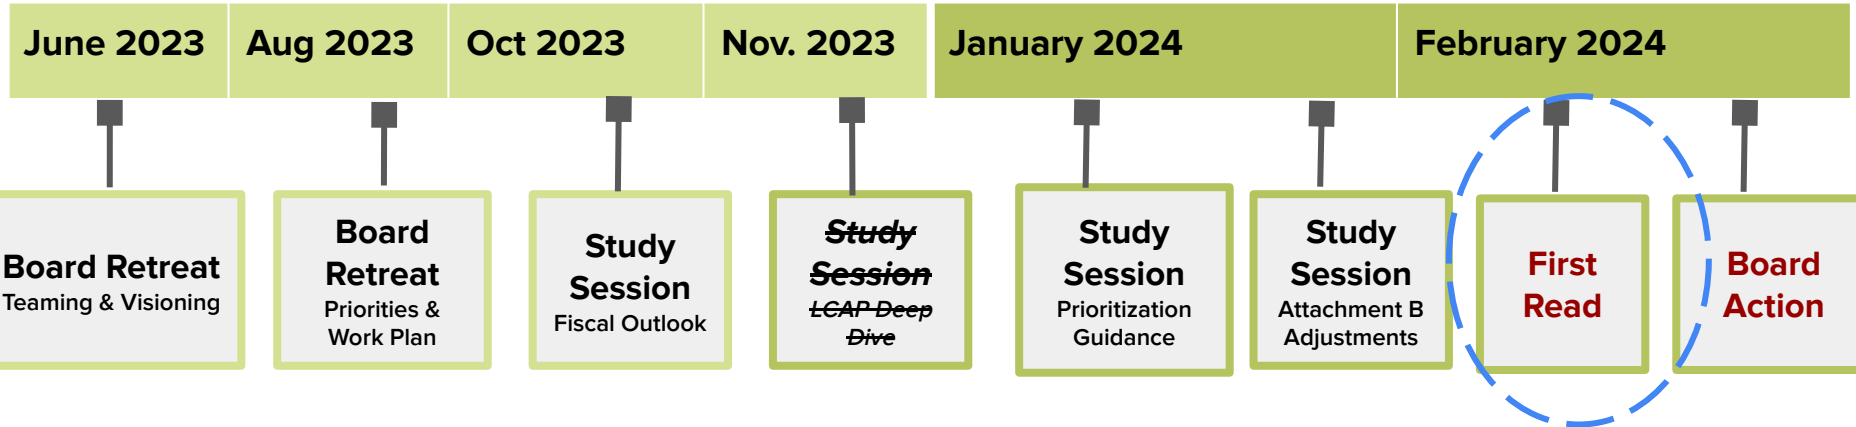 June 2023
Aug 2023
Oct 2023
Nov. 2023
January 2024
February 2024
Board Retreat
Teaming & Visioning
Board
Retreat
Priorities &
Work Plan
Study
Session
Fiscal Outlook
Study
Session
LCAP Deep
Dive
Study
Session
Prioritization
Guidance
Study
Session
Attachment B
Adjustments
First
Read
Board
Action